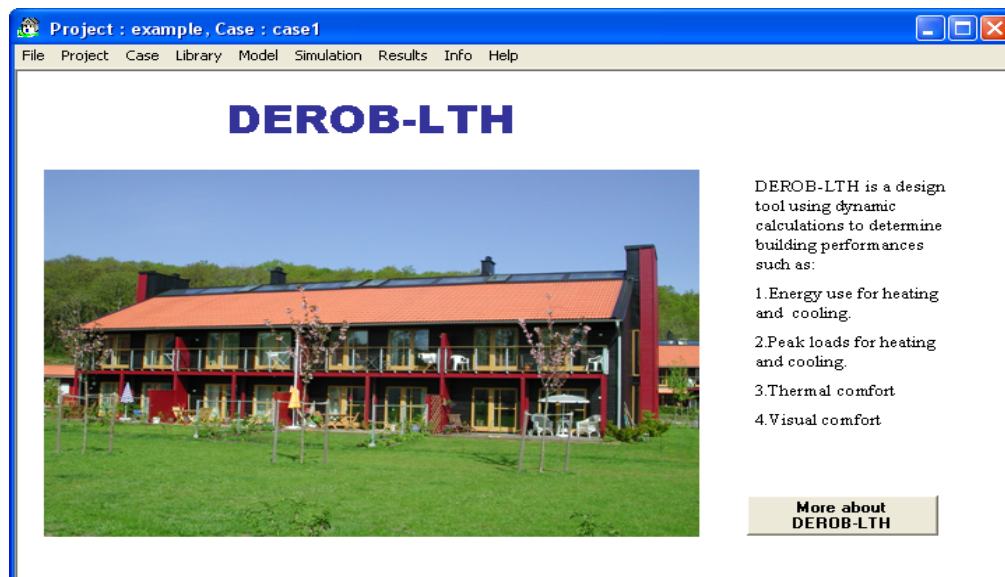 Project : example, Case : case1
File Project Case Library Model Simulation Results Info Help
DEROB-LTH
DEROB-LTH is a design
tool using dynamic
calculations to determine
building performances
such as:
1.Energy use for heating
and cooling.
2.Peak loads for heating
and cooling.
3.Thermal comfort
4.Visual comfort
More about
DEROB-LTH